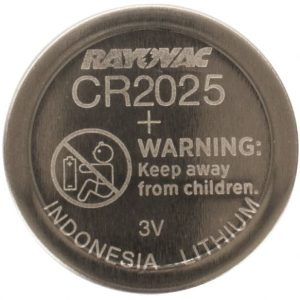 RAYOVAC
CR2025
+
WARNING:
Keep away
from children.
3V
INDONESIA LITHIUM